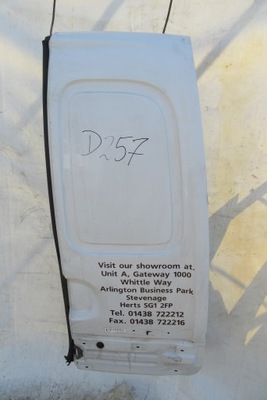 D257
Visit our showroom at
Unit A, Gateway 1000
Whittle Way
Arlington Business Park
Stevenage
Herts SG1 2FP
Tel. 01438 722212
Fax. 01438 722216